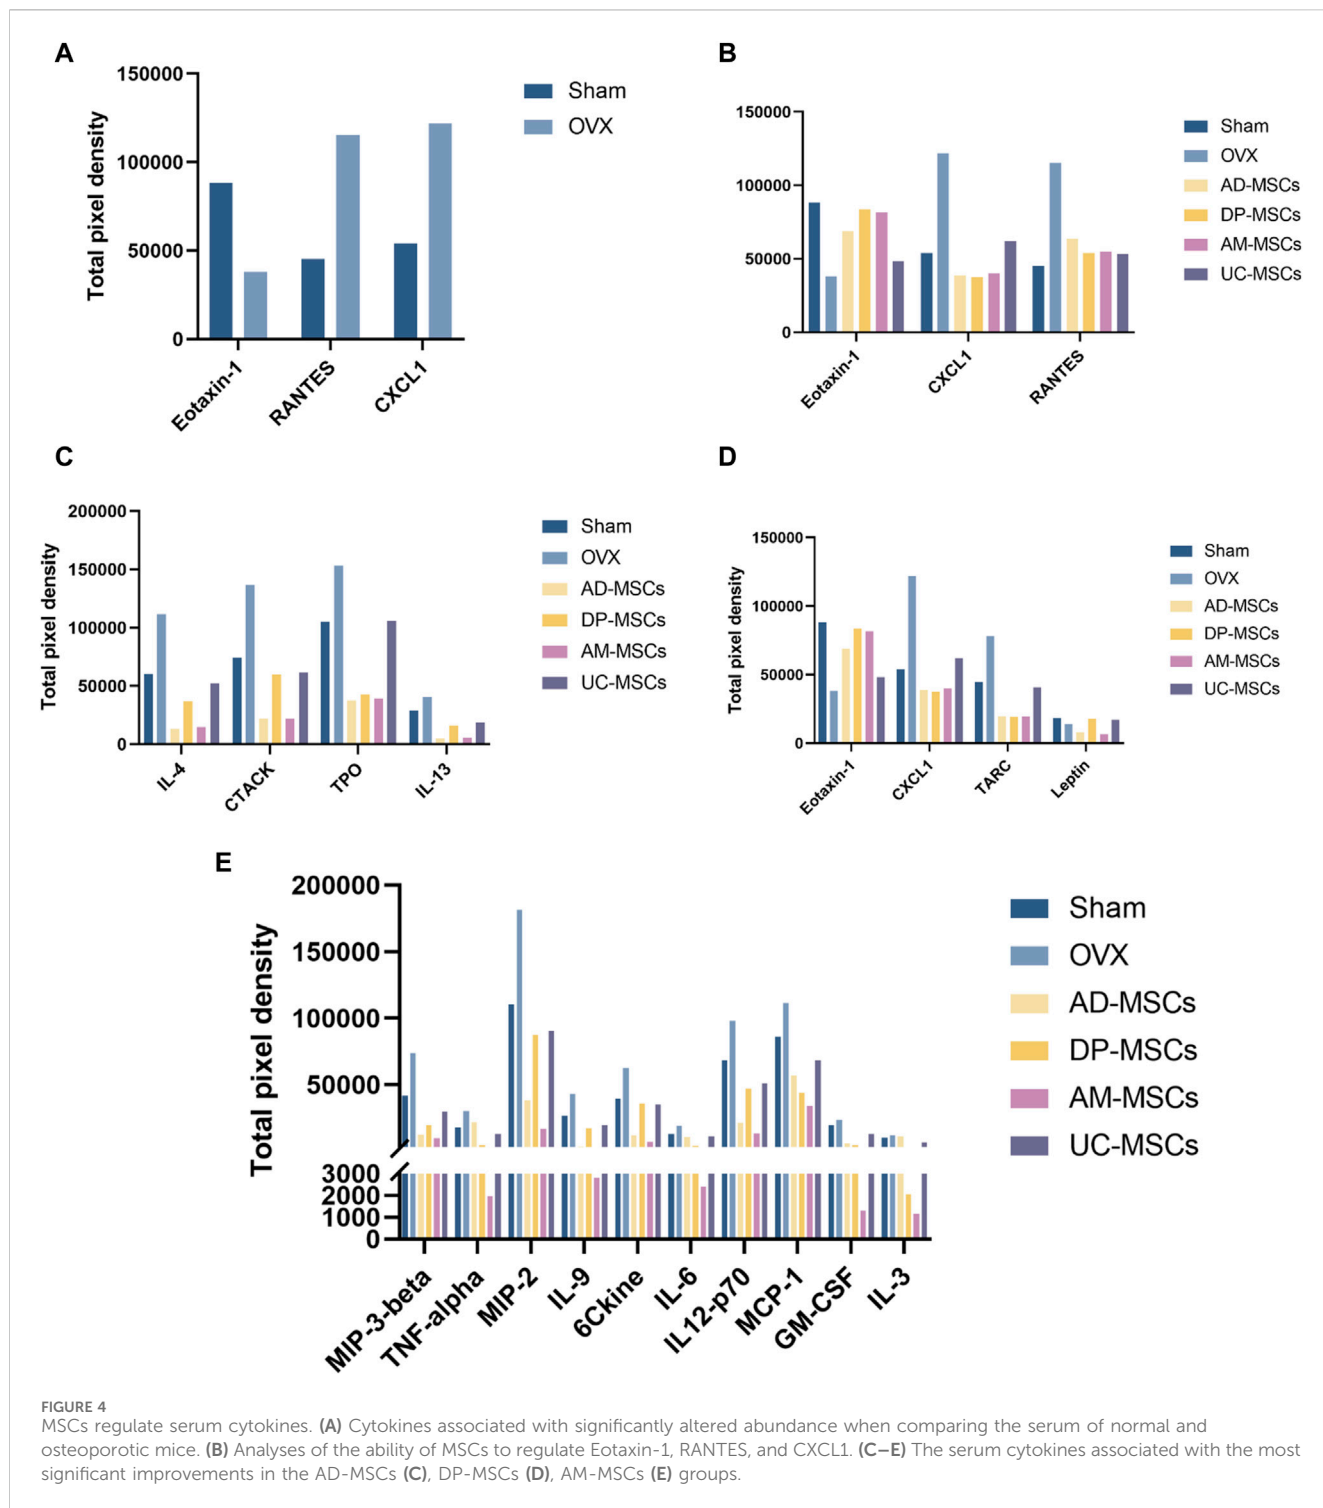 A
150000
100000
50000
0
Total pixel density
Eotaxin-1
RANTES
CXCL1
Sham
OVX
B
150000
100000
50000
0
Total pixel density
Eotaxin-1
CXCL1
RANTES
Sham
OVX
AD-MSCs
DP-MSCs
AM-MSCs
UC-MSCs
C
200000
150000
100000
50000
0
Total pixel density
IL-4
CTACK
TPO
IL-13
Sham
OVX
AD-MSCs
DP-MSCs
AM-MSCs
UC-MSCs
D
150000
100000
50000
0
Total pixel density
Eotaxin-1
CXCL1
TARC
Leptin
Sham
OVX
AD-MSCs
DP-MSCs
AM-MSCs
UC-MSCs
E
200000
150000
100000
50000
3000
2000
1000
0
Total pixel density
MIP-3-beta
TNF-alpha
MIP-2
IL-9
6Ckine
IL-6
IL12-p70
MCP-1
GM-CSF
IL-3
Sham
OVX
AD-MSCs
DP-MSCs
AM-MSCs
UC-MSCs
FIGURE 4
MSCs regulate serum cytokines. (A) Cytokines associated with significantly altered abundance when comparing the serum of normal and
osteoporotic mice. (B) Analyses of the ability of MSCs to regulate Eotaxin-1, RANTES, and CXCL1. (C–E) The serum cytokines associated with the most
significant improvements in the AD-MSCs (C), DP-MSCs (D), AM-MSCs (E) groups.